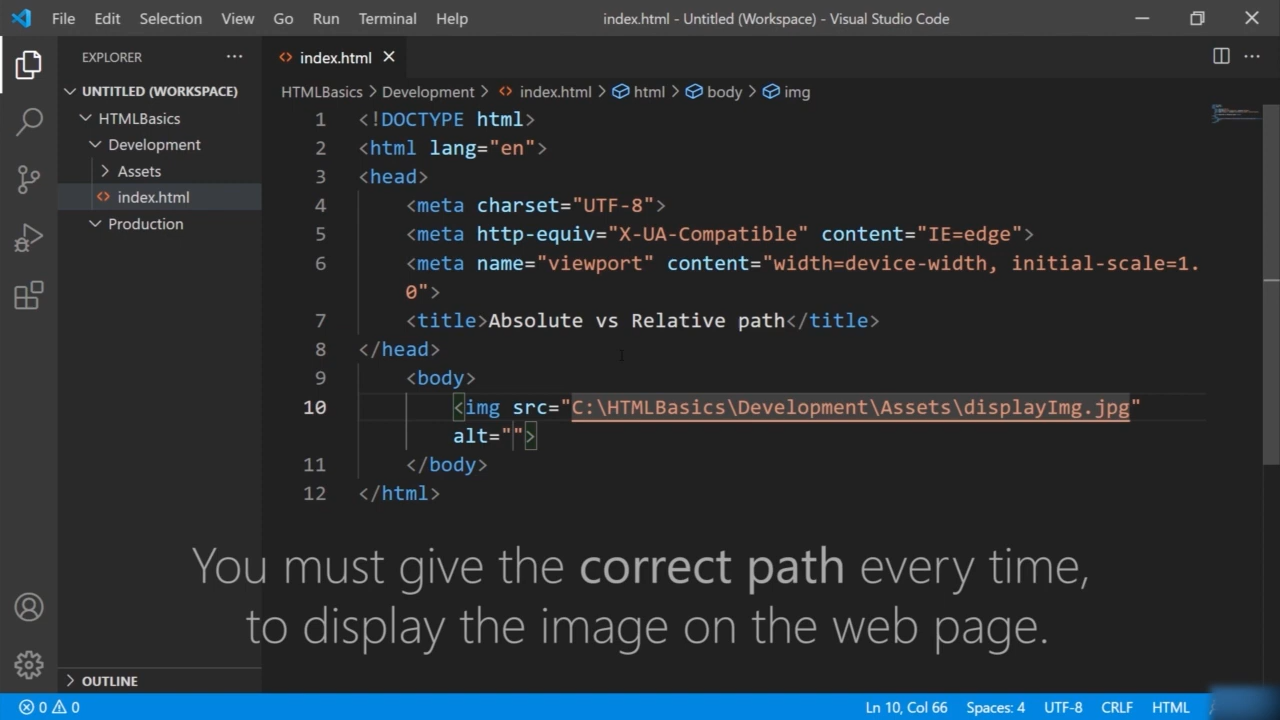 File Edit Selection View Go Run Terminal Help index.html - Untitled (Workspace) - Visual Studio Code
EXPLORER
UNTITLED (WORKSPACE)
HTMLBasics
Development
Assets
index.html
Production
OUTLINE
index.html
HTMLBasics > Development > index.html > html > body > img
1 <!DOCTYPE html>
2 <html lang="en">
3 <head>
4 <meta charset="UTF-8">
5 <meta http-equiv="X-UA-Compatible" content="IE=edge">
6 <meta name="viewport" content="width=device-width, initial-scale=1.
0">
7 <title>Absolute vs Relative path</title>
8 </head>
9 <body>
10 <img src="C:\HTMLBasics\Development\Assets\displayImg.jpg"
alt="">
11 </body>
12 </html>
You must give the correct path every time,
to display the image on the web page.
0 0 Ln 10, Col 66 Spaces: 4 UTF-8 CRLF HTML